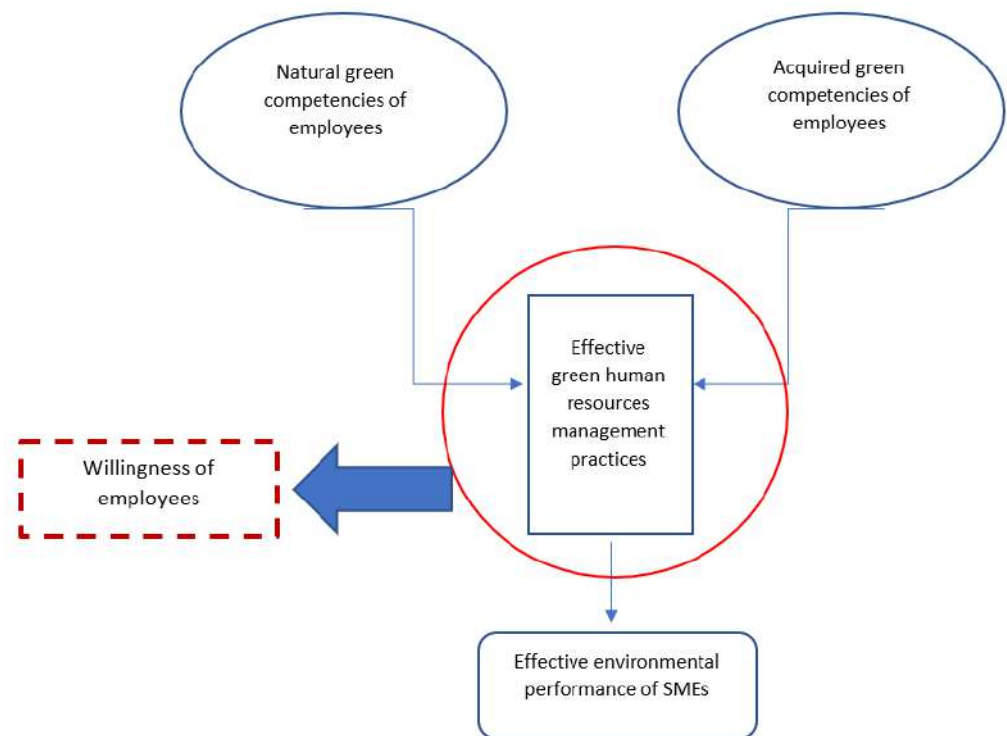 Natural green
competencies of
employees
Acquired green
competencies of
employees
Effective
green human
resources
management
practices
Willingness of
employees
Effective environmental
performance of SMEs